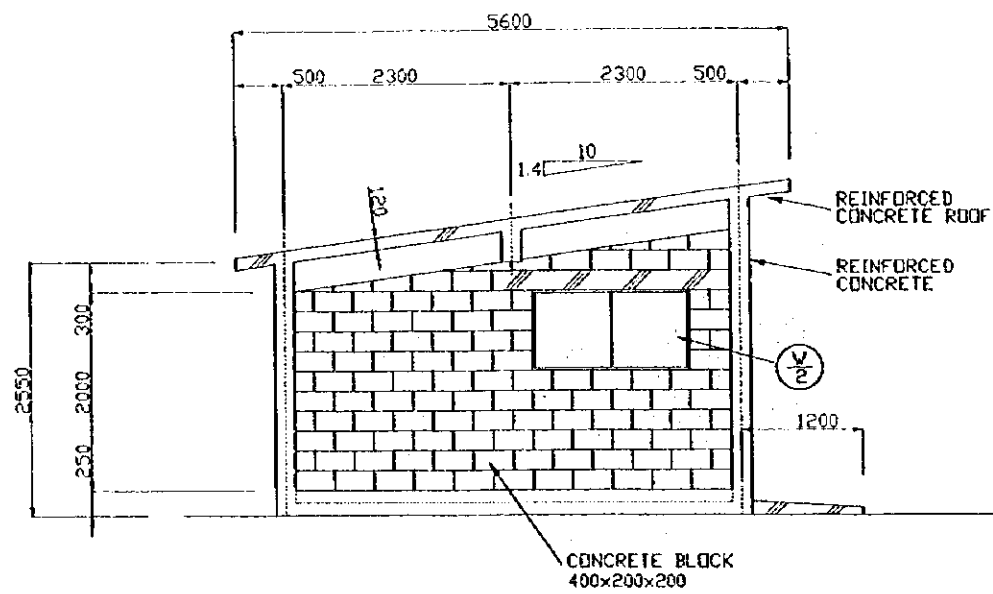 5600
500 2300 2300 500
10
1.4
120
REINFORCED
CONCRETE ROOF
REINFORCED
CONCRETE
300
2000
2550
250
W
2
1200
CONCRETE BLOCK
400x200x200